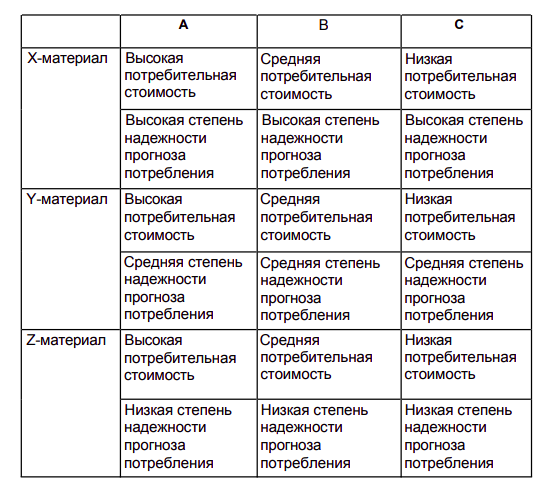 A B C
X-материал
Высокая
потребительная
стоимость
Средняя
потребительная
стоимость
Низкая
потребительная
стоимость
Высокая степень
надежности
прогноза
потребления
Высокая степень
надежности
прогноза
потребления
Высокая степень
надежности
прогноза
потребления
Y-материал
Высокая
потребительная
стоимость
Средняя
потребительная
стоимость
Низкая
потребительная
стоимость
Средняя степень
надежности
прогноза
потребления
Средняя степень
надежности
прогноза
потребления
Средняя степень
надежности
прогноза
потребления
Z-материал
Высокая
потребительная
стоимость
Средняя
потребительная
стоимость
Низкая
потребительная
стоимость
Низкая степень
надежности
прогноза
потребления
Низкая степень
надежности
прогноза
потребления
Низкая степень
надежности
прогноза
потребления